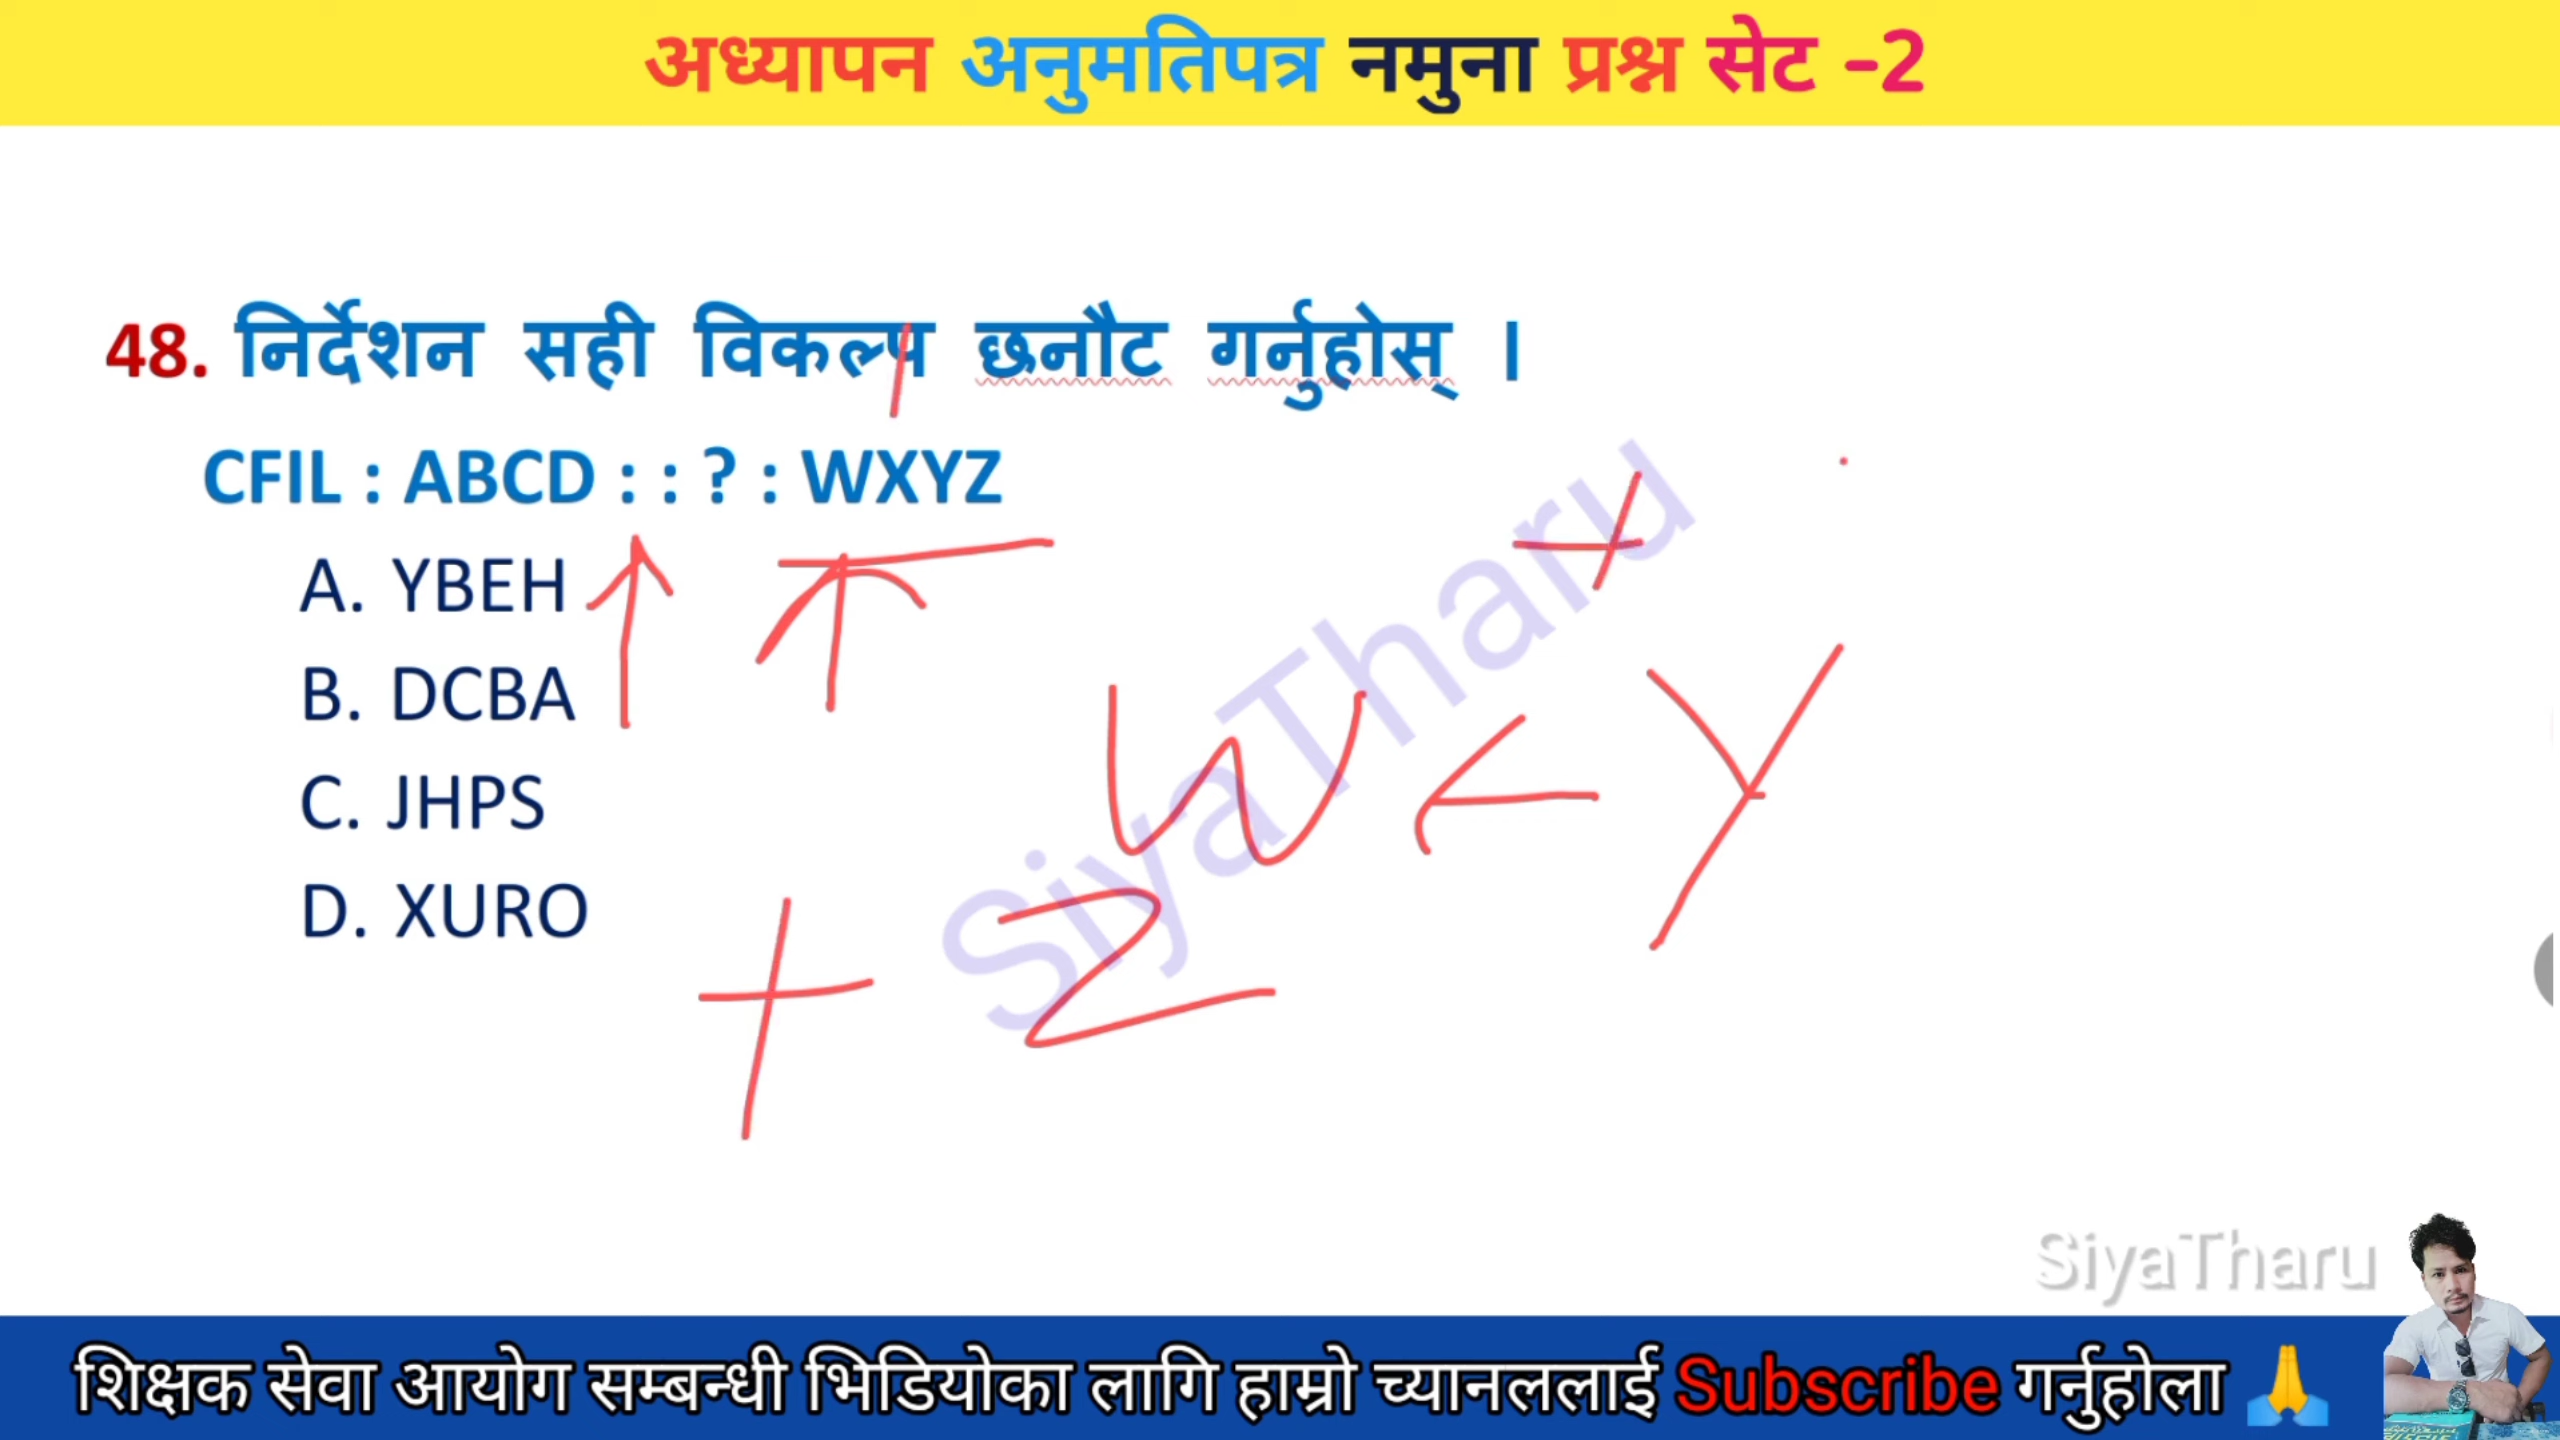 अध्यापन अनुमतिपत्र नमुना प्रश्न सेट -2
48. निर्देशन सही विकल्प छनौट गर्नुहोस् ।
CFIL : ABCD : : ? : WXYZ
A. YBEH
B. DCBA
C. JHPS
D. XURO
X
W ← Y
+ 2
SiyaTharu
SiyaTharu
शिक्षक सेवा आयोग सम्बन्धी भिडियोका लागि हाम्रो च्यानललाई Subscribe गर्नुहोला 🙏